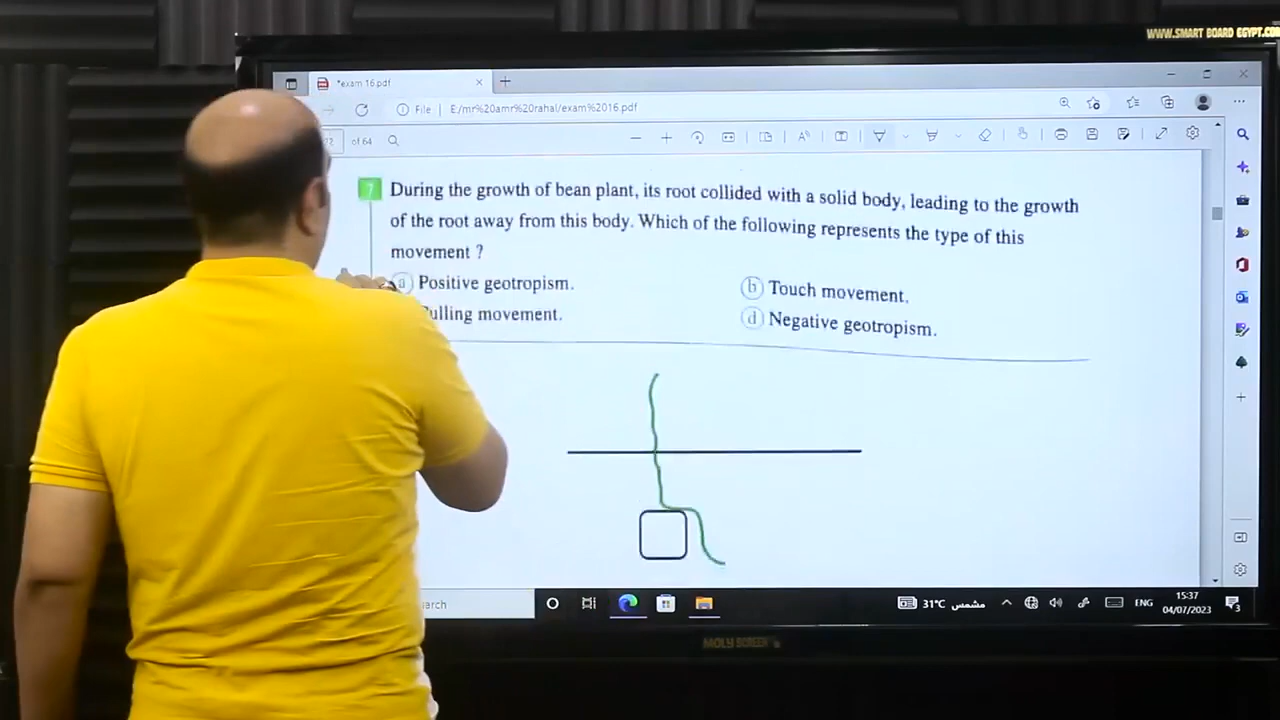 WWW.SMART BOARD EGYPT.COM
*exam 16.pdf
File E:/mr%20amr%20rahal/exam%2016.pdf
of 64
7 During the growth of bean plant, its root collided with a solid body, leading to the growth
of the root away from this body. Which of the following represents the type of this
movement ?
a Positive geotropism.
b Touch movement.
ulling movement.
d Negative geotropism.
earch
31°C مشمس
ENG
15:37
04/07/2023
3
MOLY SCREEN